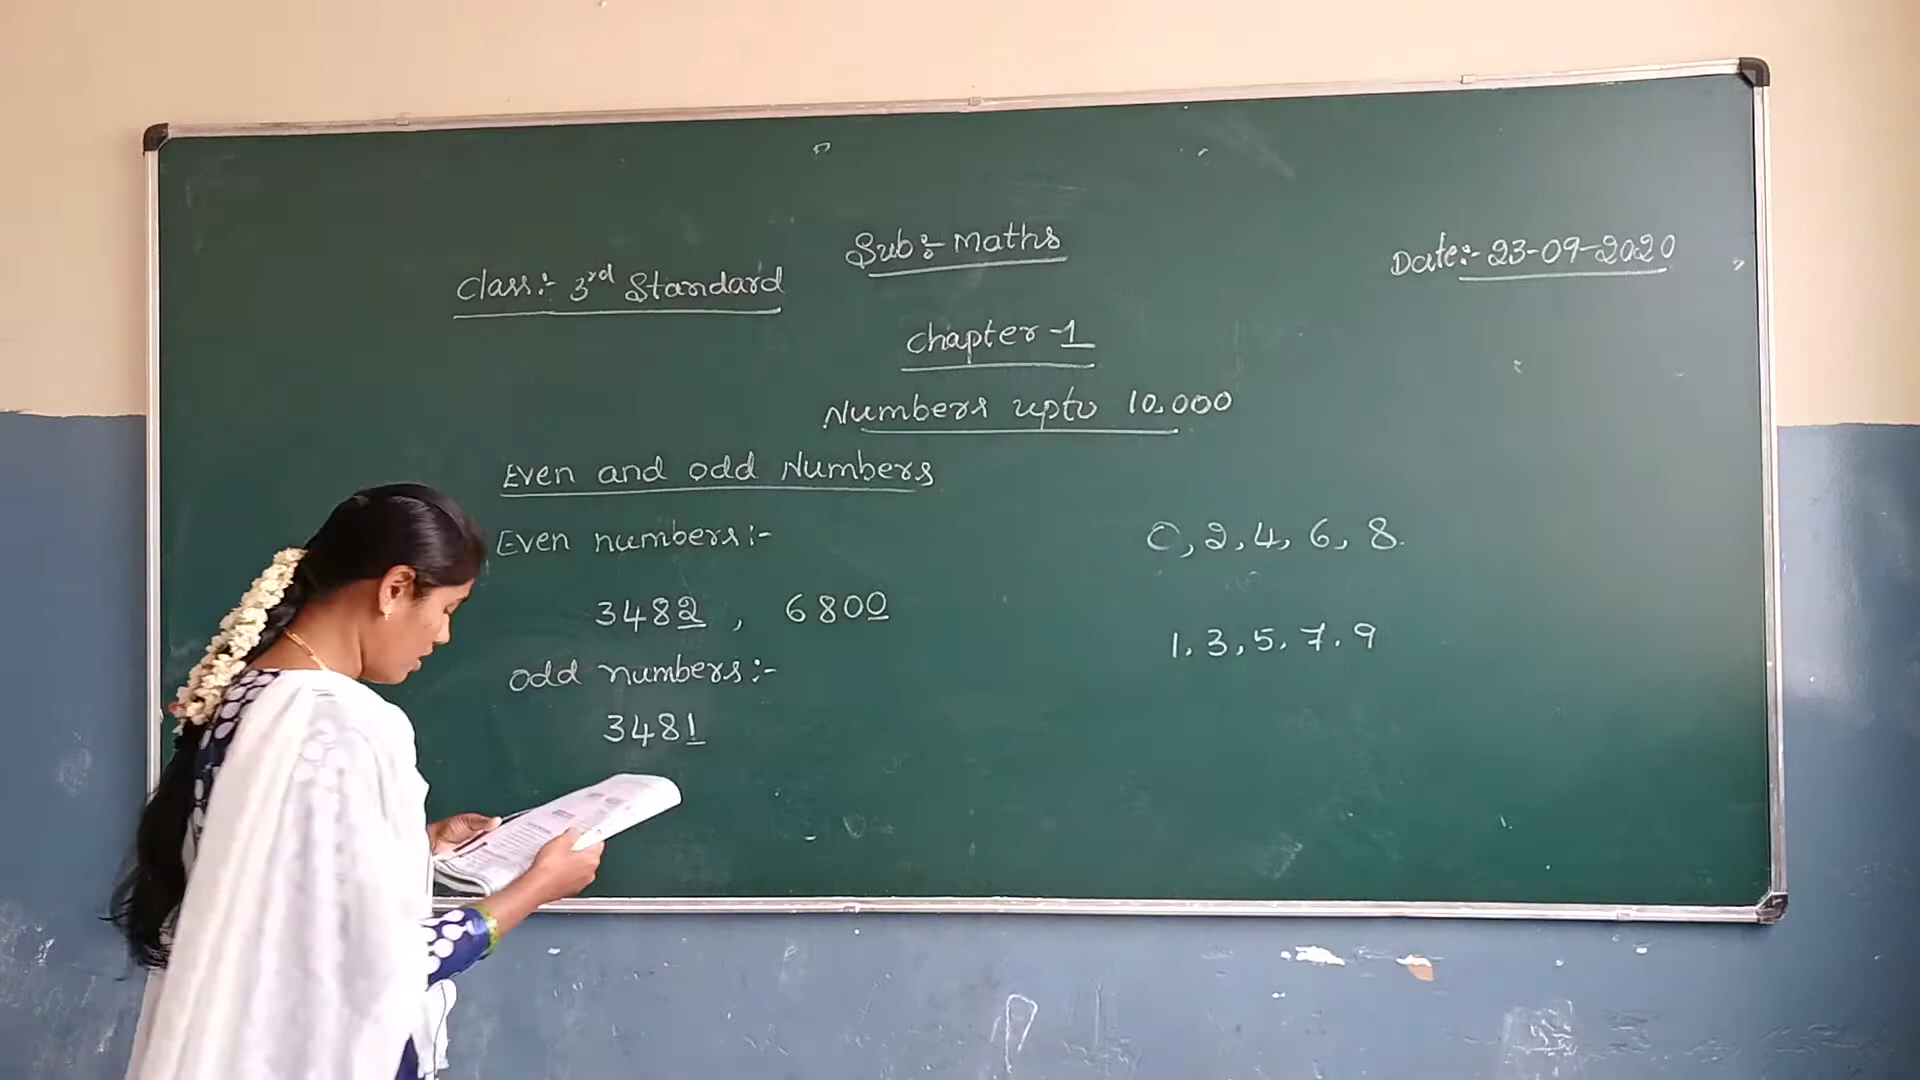 Sub:- Maths
Class:- 3rd Standard
Date:- 23-09-2020
Chapter-1
Numbers upto 10,000
Even and odd Numbers
Even numbers:-
0, 2, 4, 6, 8.
3482, 6800
1, 3, 5, 7, 9
odd numbers:-
3481